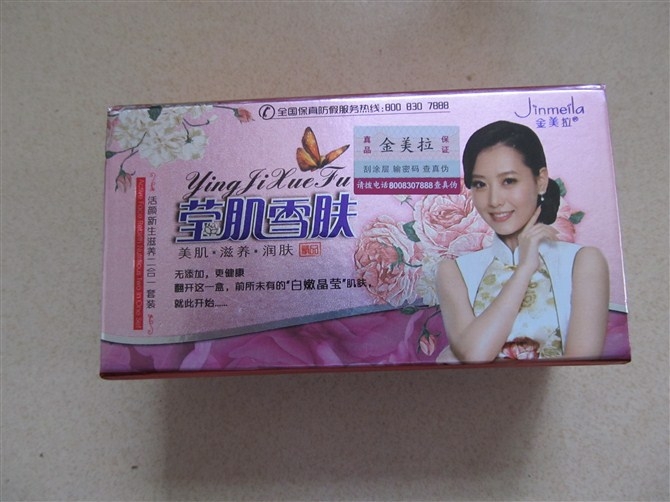 全国保真防假服务热线:800 830 7888
Jinmeila
金美拉®
真品
金美拉
保证
刮涂层 输密码 查真伪
请拨电话8008307888查真伪
YingJiXueFu
莹肌雪肤
美肌·滋养·润肤
精品
活颜新生滋养二合一套装
无添加,更健康
翻开这一盒,前所未有的"白嫩晶莹"肌肤,
就此开始......